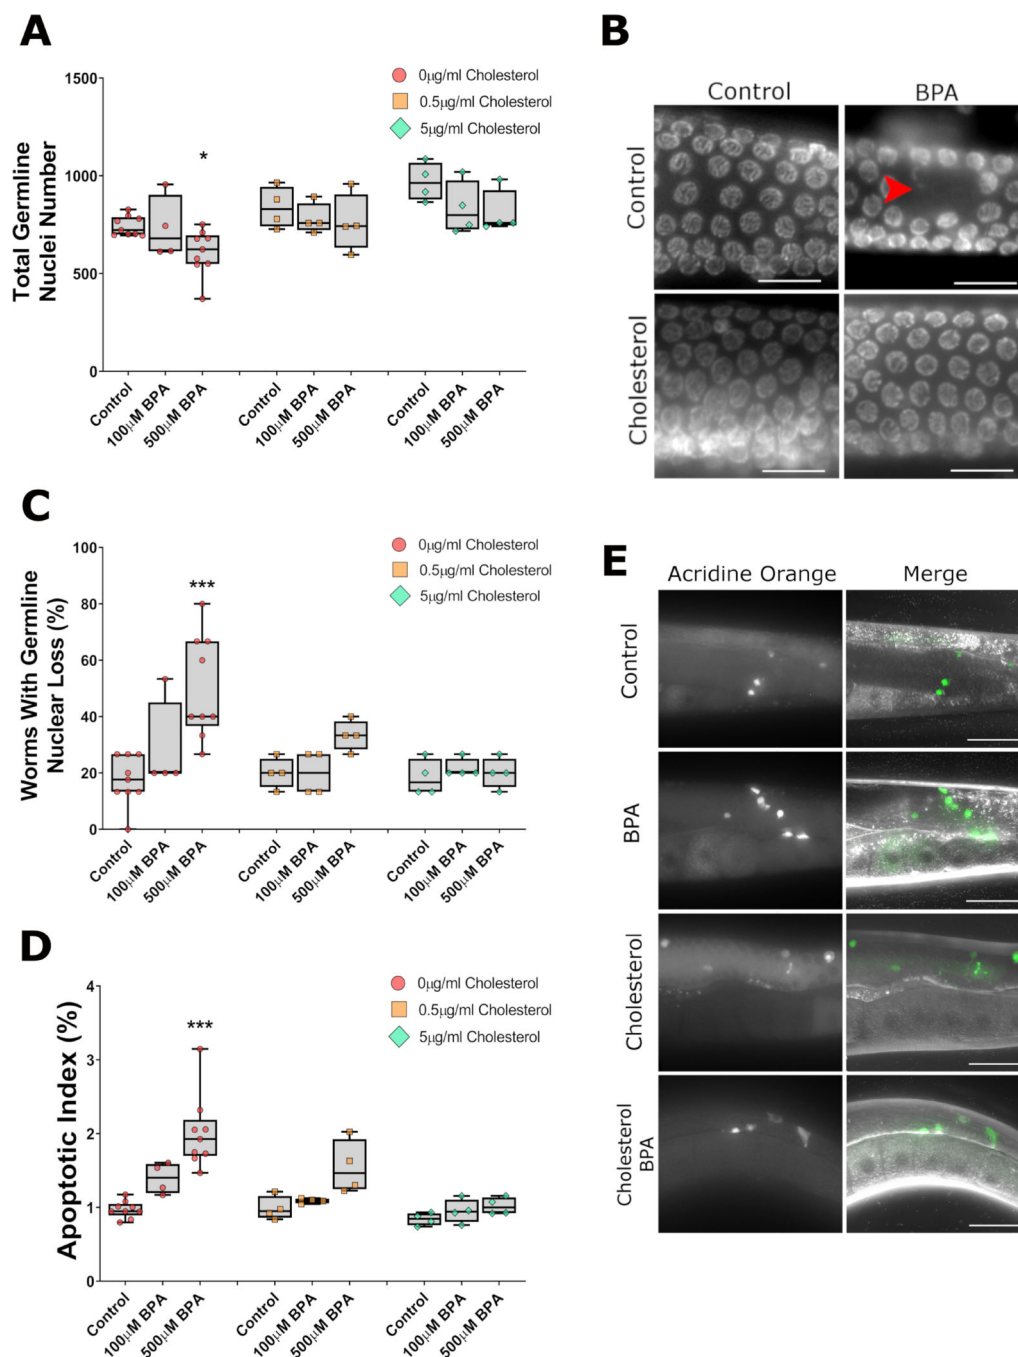 A
Total Germline
Nuclei Number
1500
1000
500
0
*
0μg/ml Cholesterol
0.5μg/ml Cholesterol
5μg/ml Cholesterol
Control
100μM BPA
500μM BPA
Control
100μM BPA
500μM BPA
Control
100μM BPA
500μM BPA
B
Control
BPA
Control
Cholesterol
C
Worms With Germline
Nuclear Loss (%)
100
80
60
40
20
0
***
0μg/ml Cholesterol
0.5μg/ml Cholesterol
5μg/ml Cholesterol
Control
100μM BPA
500μM BPA
Control
100μM BPA
500μM BPA
Control
100μM BPA
500μM BPA
D
Apoptotic Index (%)
4
3
2
1
0
***
0μg/ml Cholesterol
0.5μg/ml Cholesterol
5μg/ml Cholesterol
Control
100μM BPA
500μM BPA
Control
100μM BPA
500μM BPA
Control
100μM BPA
500μM BPA
E
Acridine Orange
Merge
Control
BPA
Cholesterol
Cholesterol
BPA